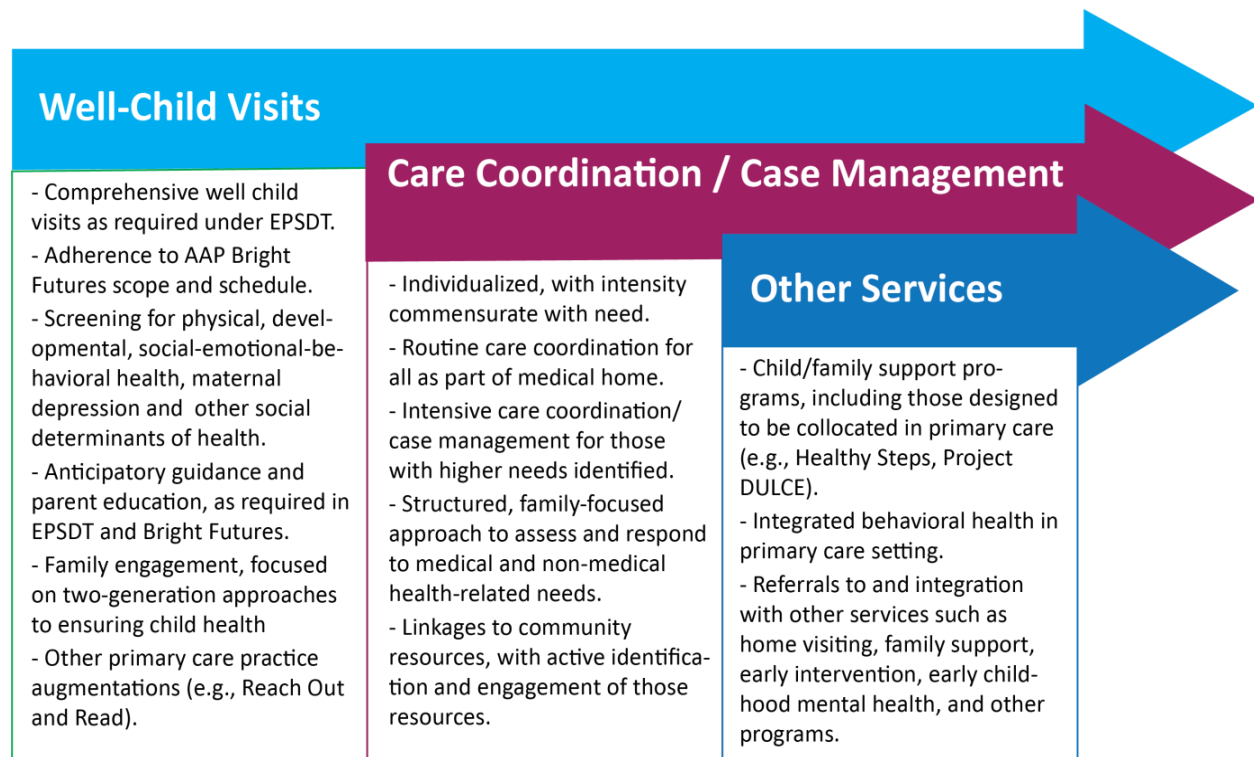 Well-Child Visits
- Comprehensive well child
visits as required under EPSDT.
- Adherence to AAP Bright
Futures scope and schedule.
- Screening for physical, devel-
opmental, social-emotional-be-
havioral health, maternal
depression and  other social
determinants of health.
- Anticipatory guidance and
parent education, as required in
EPSDT and Bright Futures.
- Family engagement, focused
on two-generation approaches
to ensuring child health
- Other primary care practice
augmentations (e.g., Reach Out
and Read).
Care Coordination / Case Management
- Individualized, with intensity
commensurate with need.
- Routine care coordination for
all as part of medical home.
- Intensive care coordination/
case management for those
with higher needs identified.
- Structured, family-focused
approach to assess and respond
to medical and non-medical
health-related needs.
- Linkages to community
resources, with active identifica-
tion and engagement of those
resources.
Other Services
- Child/family support pro-
grams, including those designed
to be collocated in primary care
(e.g., Healthy Steps, Project
DULCE).
- Integrated behavioral health in
primary care setting.
- Referrals to and integration
with other services such as
home visiting, family support,
early intervention, early child-
hood mental health, and other
programs.